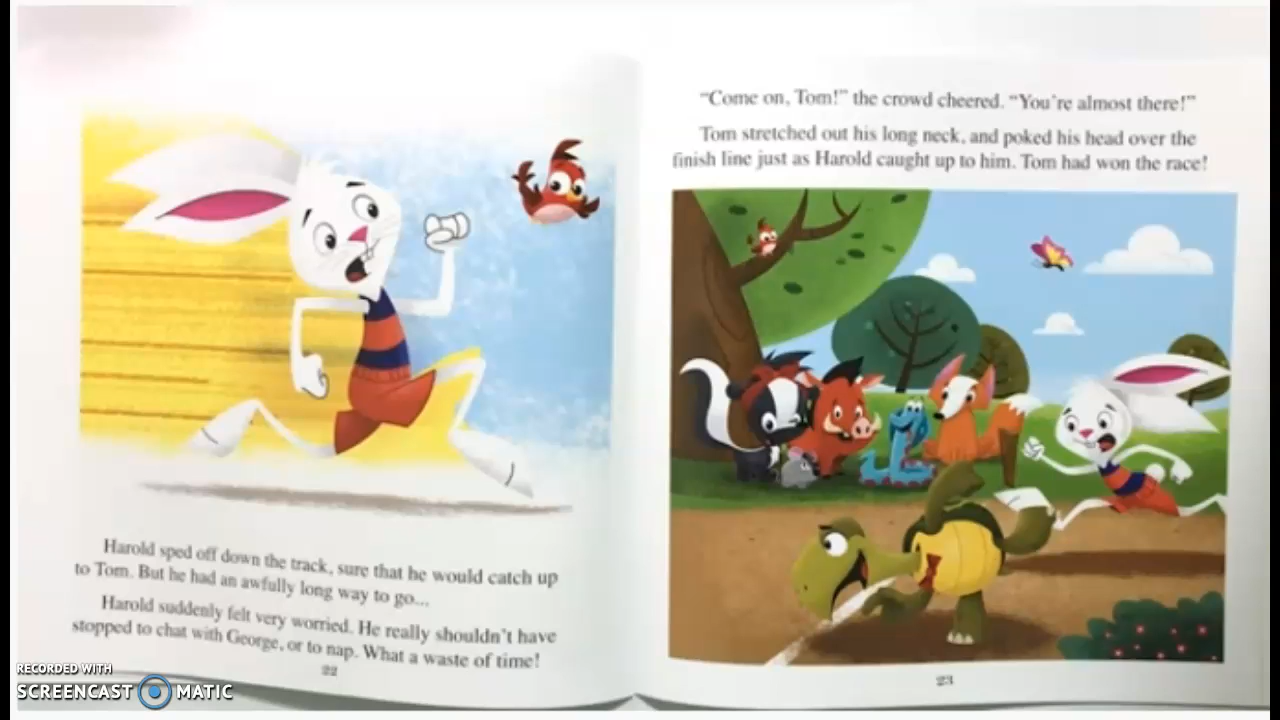 Harold sped off down the track, sure that he would catch up
to Tom. But he had an awfully long way to go...
Harold suddenly felt very worried. He really shouldn't have
stopped to chat with George, or to nap. What a waste of time!
22
"Come on, Tom!" the crowd cheered. "You're almost there!"
Tom stretched out his long neck, and poked his head over the
finish line just as Harold caught up to him. Tom had won the race!
23
RECORDED WITH
SCREENCAST MATIC